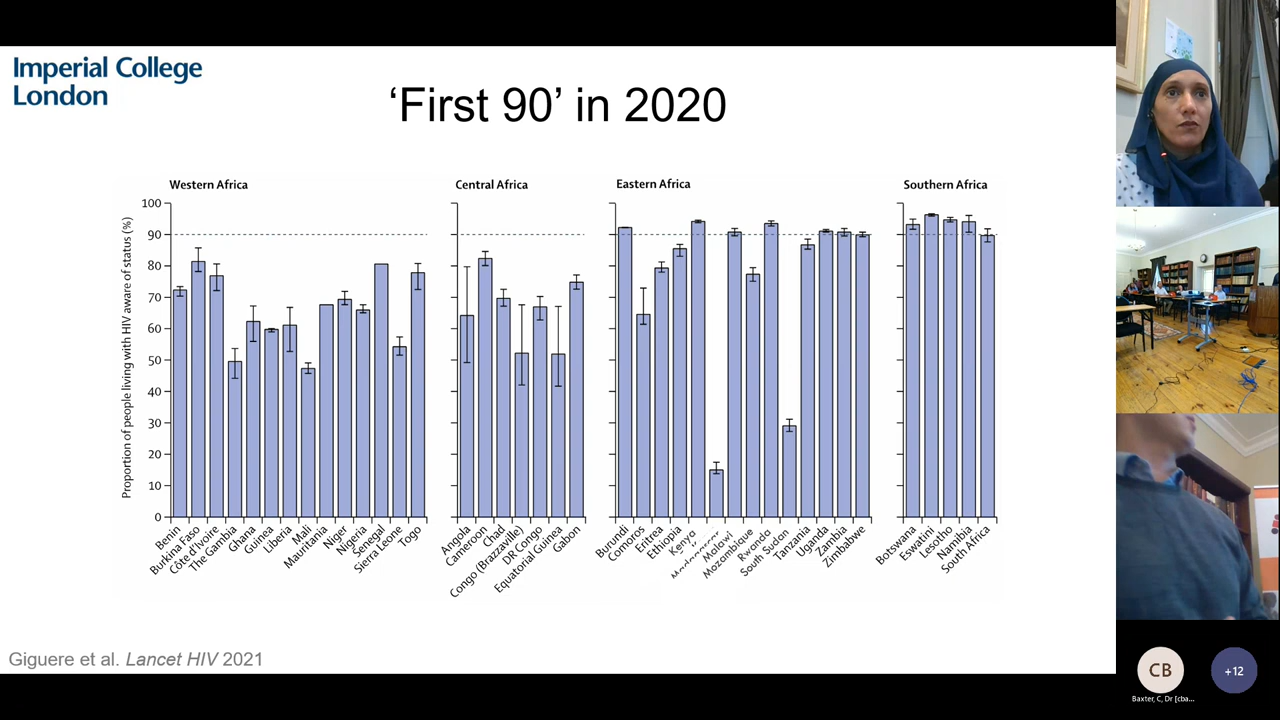 Imperial College
London
‘First 90’ in 2020
Western Africa
Central Africa
Eastern Africa
Southern Africa
Proportion of people living with HIV aware of status (%)
100
90
80
70
60
50
40
30
20
10
0
Benin
Burkina Faso
Côte d'Ivoire
The Gambia
Ghana
Guinea
Liberia
Mali
Mauritania
Niger
Nigeria
Senegal
Sierra Leone
Togo
Angola
Cameroon
Chad
Congo (Brazzaville)
DR Congo
Equatorial Guinea
Gabon
Burundi
Comoros
Eritrea
Ethiopia
Kenya
Malawi
Mozambique
Rwanda
South Sudan
Tanzania
Uganda
Zambia
Zimbabwe
Botswana
Eswatini
Lesotho
Namibia
South Africa
Giguere et al. Lancet HIV 2021
CB
+12
Baxter, C, Dr [cba...